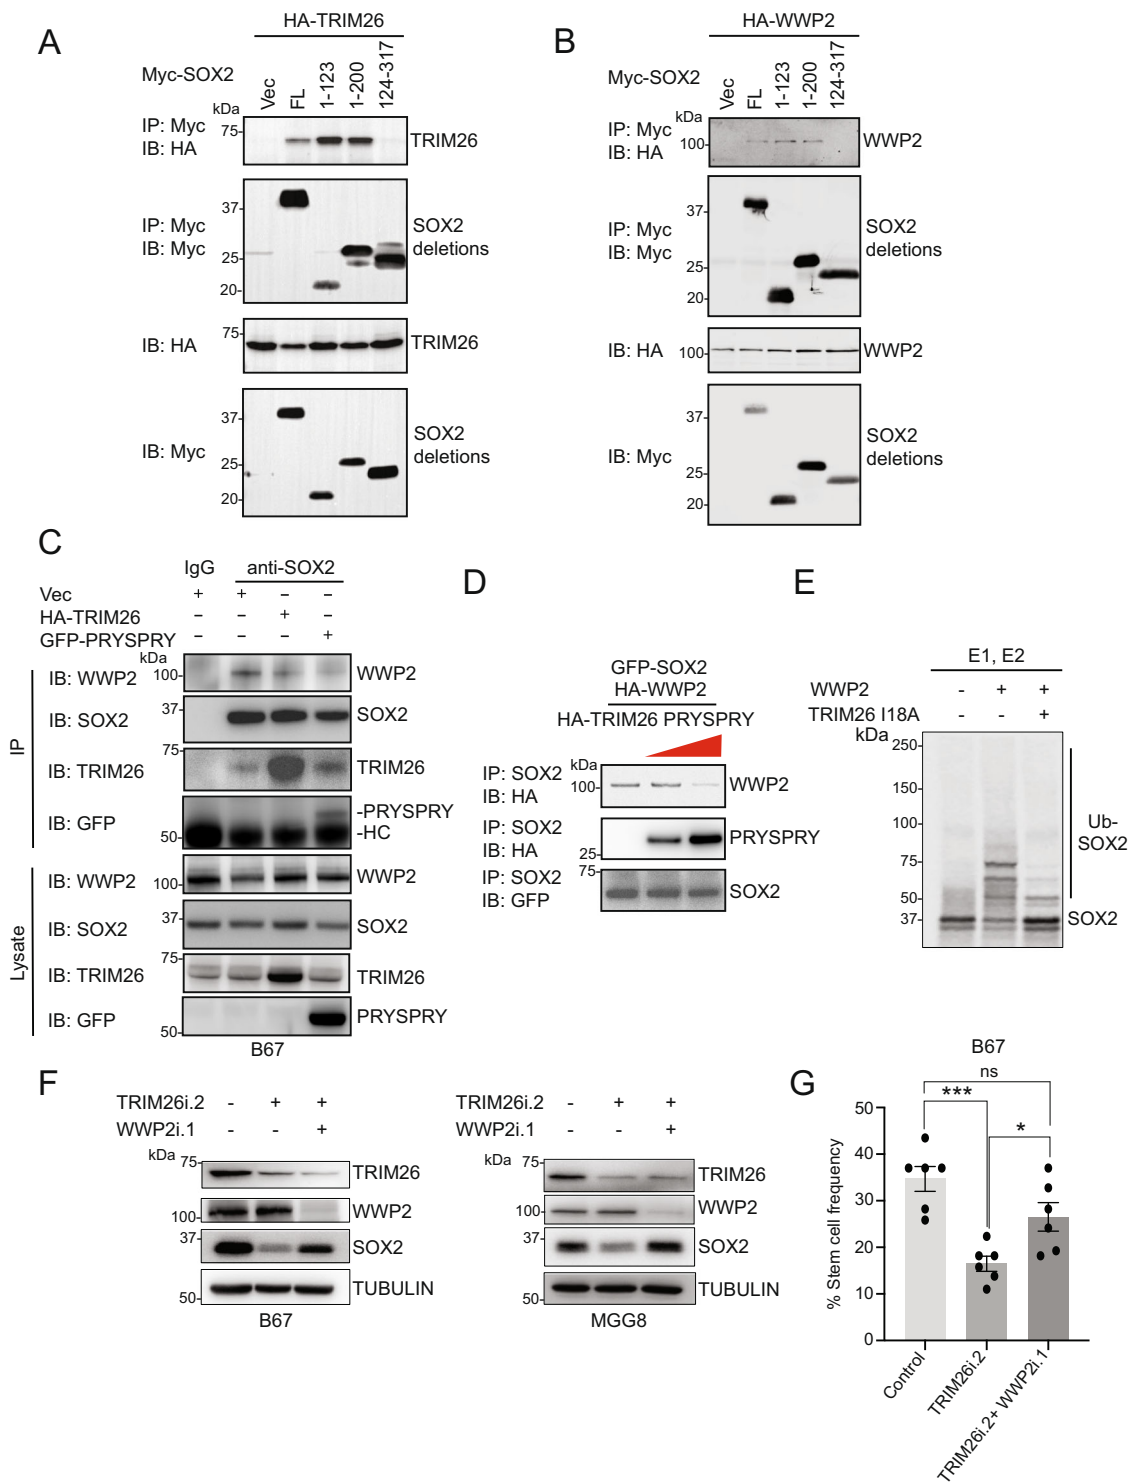 A
HA-TRIM26
Myc-SOX2
Vec
FL
1-123
1-200
124-317
kDa
IP: Myc
IB: HA
75
TRIM26
IP: Myc
IB: Myc
37
25
20
SOX2
deletions
IB: HA
75
TRIM26
IB: Myc
37
25
20
SOX2
deletions
B
HA-WWP2
Myc-SOX2
Vec
FL
1-123
1-200
124-317
kDa
IP: Myc
IB: HA
100
WWP2
IP: Myc
IB: Myc
37
25
20
SOX2
deletions
IB: HA
100
WWP2
IB: Myc
37
25
20
SOX2
deletions
C
IgG anti-SOX2
Vec + + – –
HA-TRIM26 – – + –
GFP-PRYSPRY – – – +
kDa
IP
IB: WWP2 100 WWP2
IB: SOX2 37 SOX2
IB: TRIM26 75 TRIM26
IB: GFP 50 -PRYSPRY
-HC
Lysate
IB: WWP2 100 WWP2
IB: SOX2 37 SOX2
IB: TRIM26 75 TRIM26
IB: GFP 50 PRYSPRY
B67
D
GFP-SOX2
HA-WWP2
HA-TRIM26 PRYSPRY
kDa
IP: SOX2
IB: HA
100
WWP2
IP: SOX2
IB: HA
25
PRYSPRY
IP: SOX2
IB: GFP
75
SOX2
E
E1, E2
WWP2 - + +
TRIM26 I18A - - +
kDa
250
150
100
75
50
37
Ub-
SOX2
SOX2
F
TRIM26i.2 - + +
WWP2i.1 - - +
kDa
75 TRIM26
100 WWP2
37 SOX2
50 TUBULIN
B67
TRIM26i.2 - + +
WWP2i.1 - - +
kDa
75 TRIM26
100 WWP2
37 SOX2
50 TUBULIN
MGG8
G
B67
ns
***
*
% Stem cell frequency
50
40
30
20
10
0
Control
TRIM26i.2
TRIM26i.2+ WWP2i.1